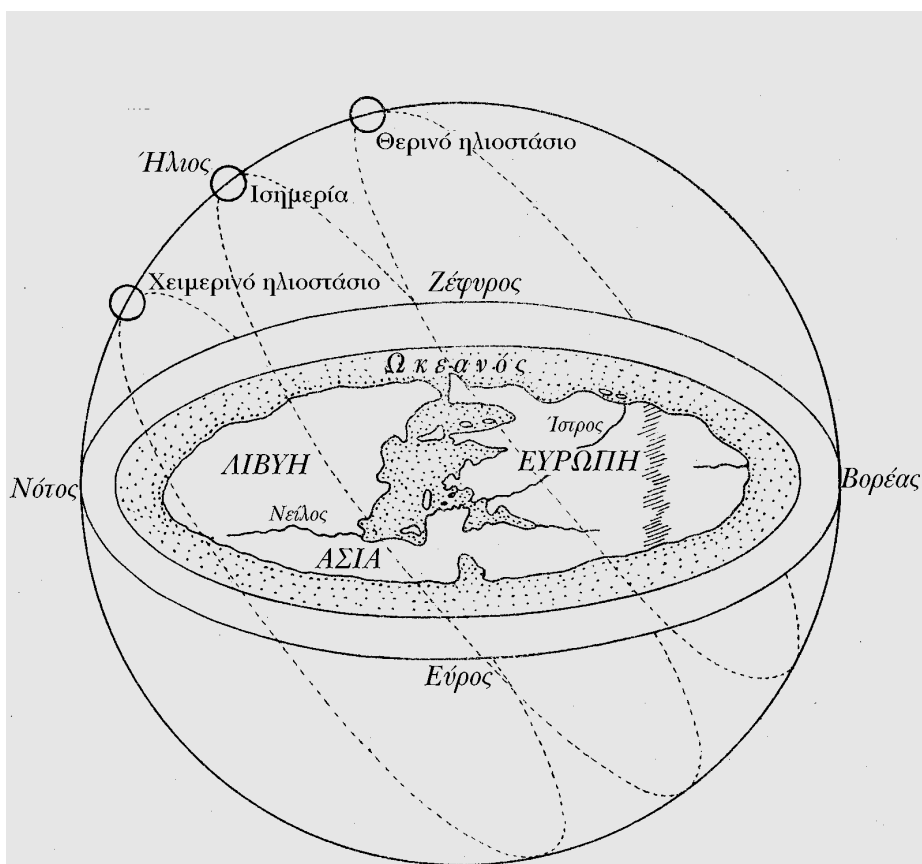 Θερινό ηλιοστάσιο
Ήλιος
Ισημερία
Χειμερινό ηλιοστάσιο
Ζέφυρος
Ωκεανός
Ίστρος
ΛΙΒΥΗ
ΕΥΡΩΠΗ
Νότος
Βορέας
Νείλος
ΑΣΙΑ
Εύρος